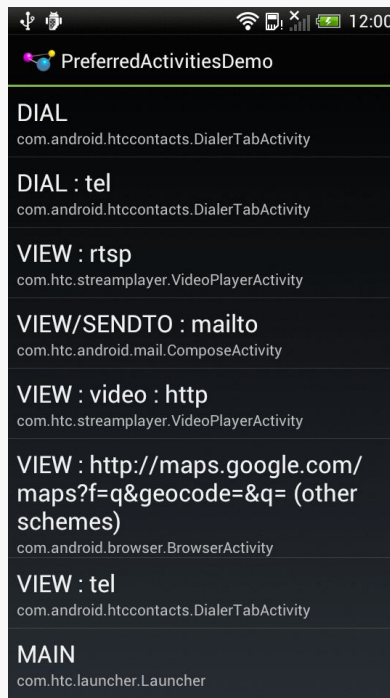 12:00
PreferredActivitiesDemo
DIAL
com.android.htccontacts.DialerTabActivity
DIAL : tel
com.android.htccontacts.DialerTabActivity
VIEW : rtsp
com.htc.streamplayer.VideoPlayerActivity
VIEW/SENDTO : mailto
com.htc.android.mail.ComposeActivity
VIEW : video : http
com.htc.streamplayer.VideoPlayerActivity
VIEW : http://maps.google.com/
maps?f=q&geocode=&q= (other
schemes)
com.android.browser.BrowserActivity
VIEW : tel
com.android.htccontacts.DialerTabActivity
MAIN
com.htc.launcher.Launcher